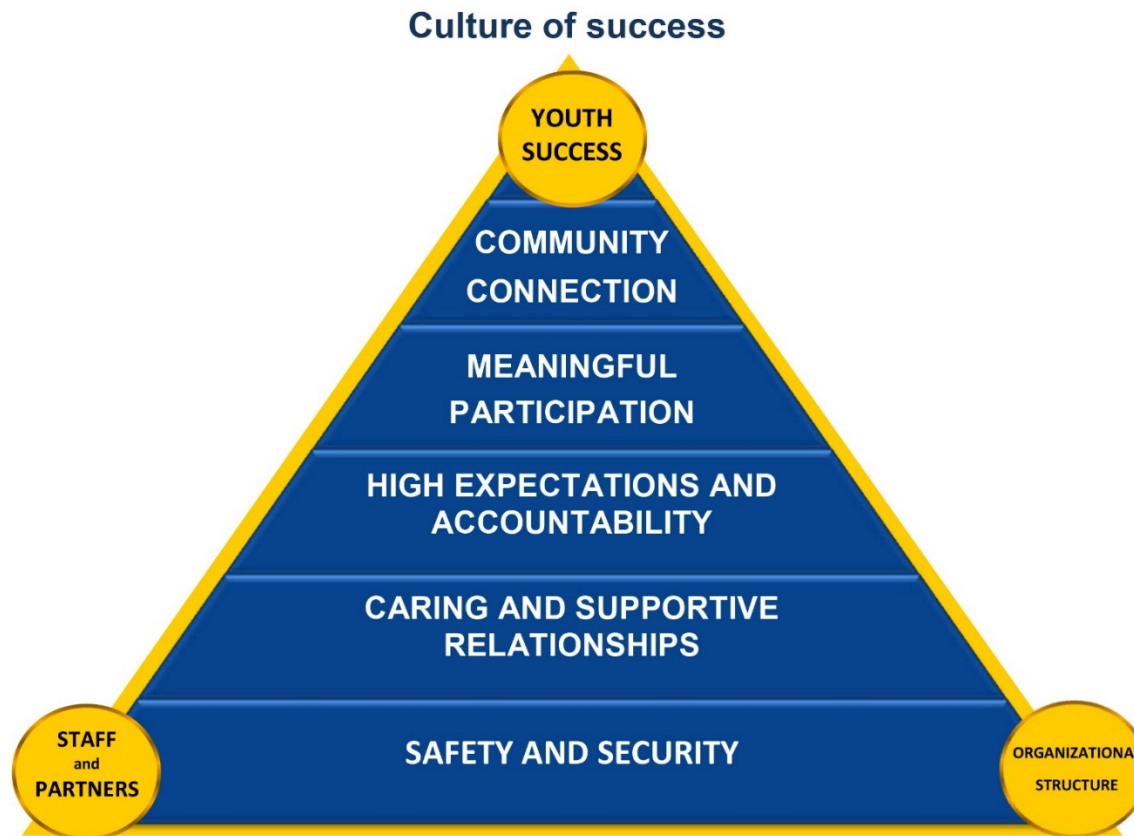 Culture of success
YOUTH
SUCCESS
COMMUNITY
CONNECTION
MEANINGFUL
PARTICIPATION
HIGH EXPECTATIONS AND
ACCOUNTABILITY
CARING AND SUPPORTIVE
RELATIONSHIPS
SAFETY AND SECURITY
STAFF
and
PARTNERS
ORGANIZATIONA
STRUCTURE